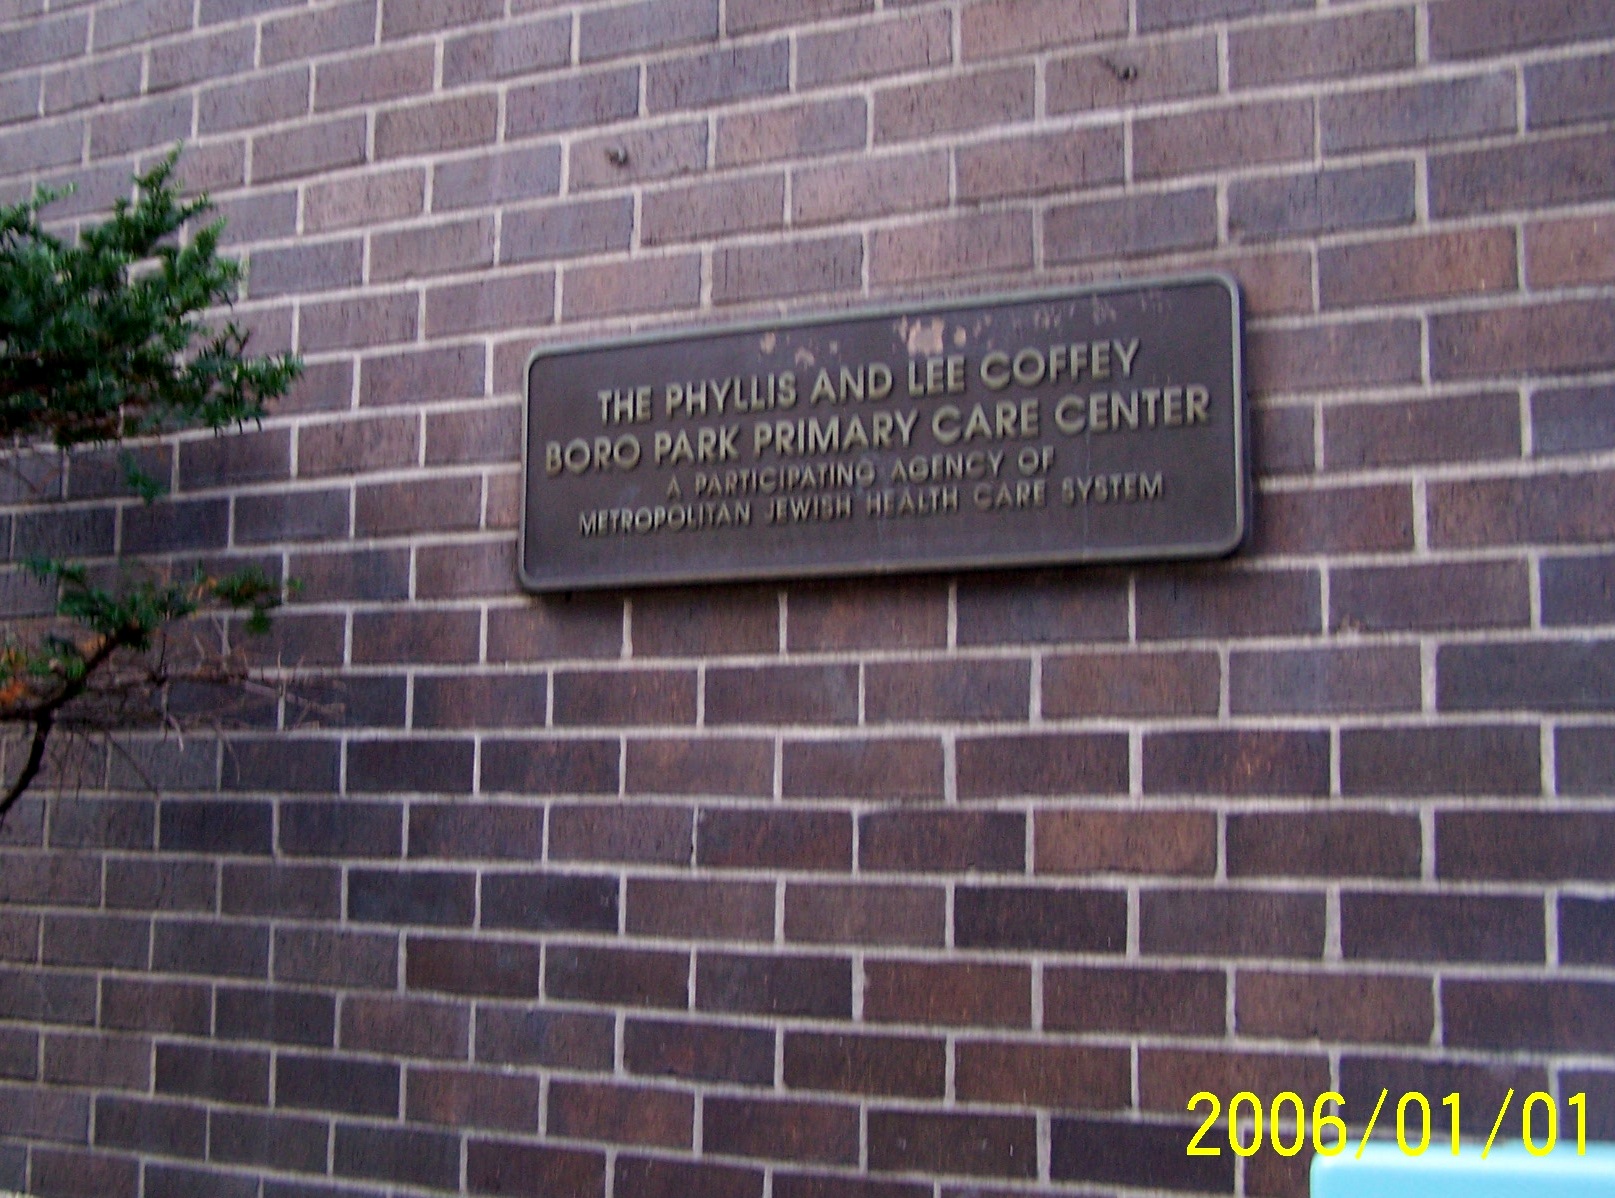 THE PHYLLIS AND LEE COFFEY
BORO PARK PRIMARY CARE CENTER
A PARTICIPATING AGENCY OF
METROPOLITAN JEWISH HEALTH CARE SYSTEM
2006/01/01